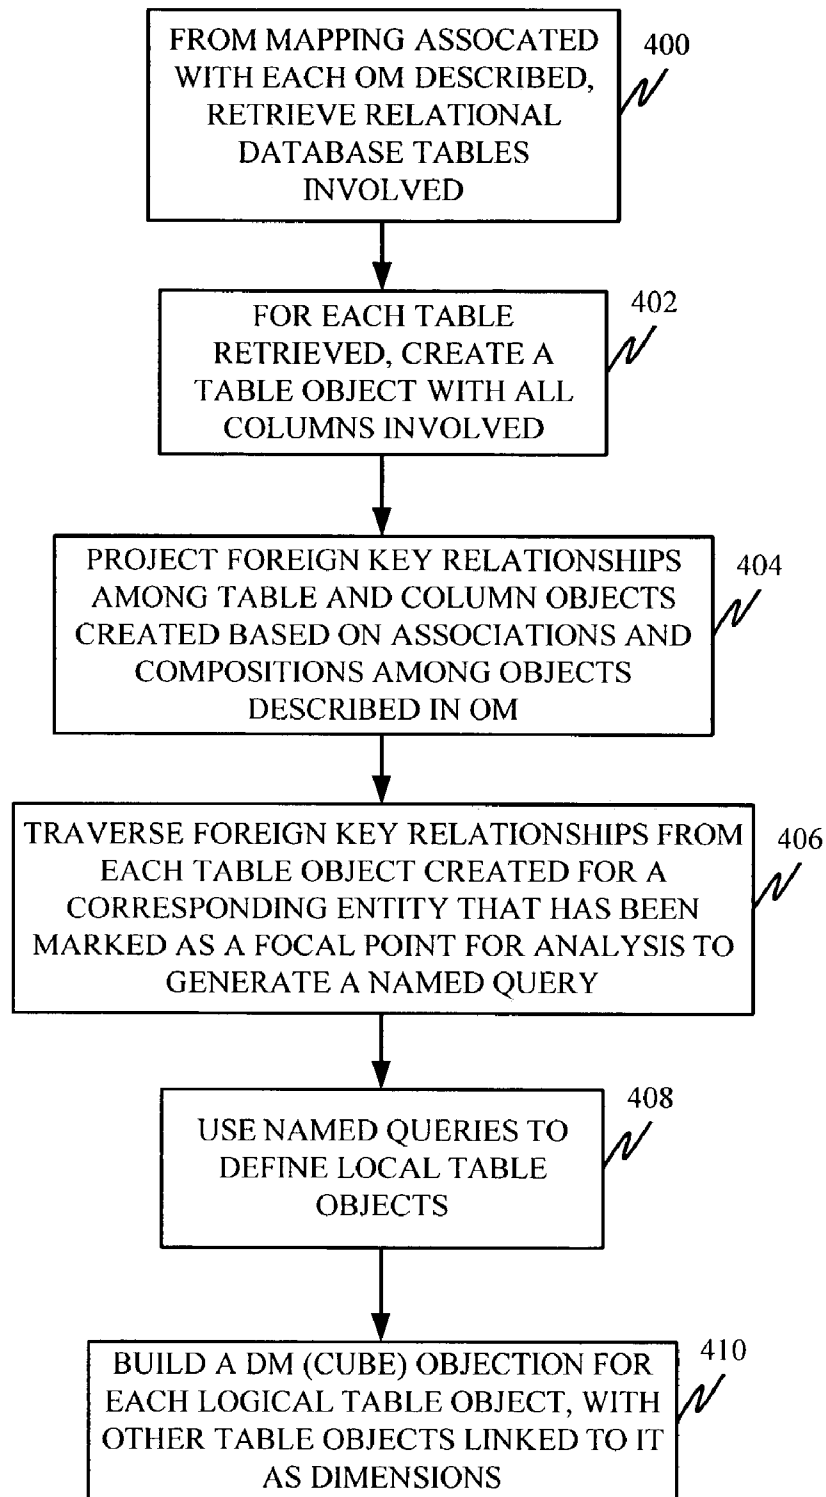 FROM MAPPING ASSOCATED
WITH EACH OM DESCRIBED,
RETRIEVE RELATIONAL
DATABASE TABLES
INVOLVED
400
FOR EACH TABLE
RETRIEVED, CREATE A
TABLE OBJECT WITH ALL
COLUMNS INVOLVED
402
PROJECT FOREIGN KEY RELATIONSHIPS
AMONG TABLE AND COLUMN OBJECTS
CREATED BASED ON ASSOCIATIONS AND
COMPOSITIONS AMONG OBJECTS
DESCRIBED IN OM
404
TRAVERSE FOREIGN KEY RELATIONSHIPS FROM
EACH TABLE OBJECT CREATED FOR A
CORRESPONDING ENTITY THAT HAS BEEN
MARKED AS A FOCAL POINT FOR ANALYSIS TO
GENERATE A NAMED QUERY
406
USE NAMED QUERIES TO
DEFINE LOCAL TABLE
OBJECTS
408
BUILD A DM (CUBE) OBJECTION FOR
EACH LOGICAL TABLE OBJECT, WITH
OTHER TABLE OBJECTS LINKED TO IT
AS DIMENSIONS
410